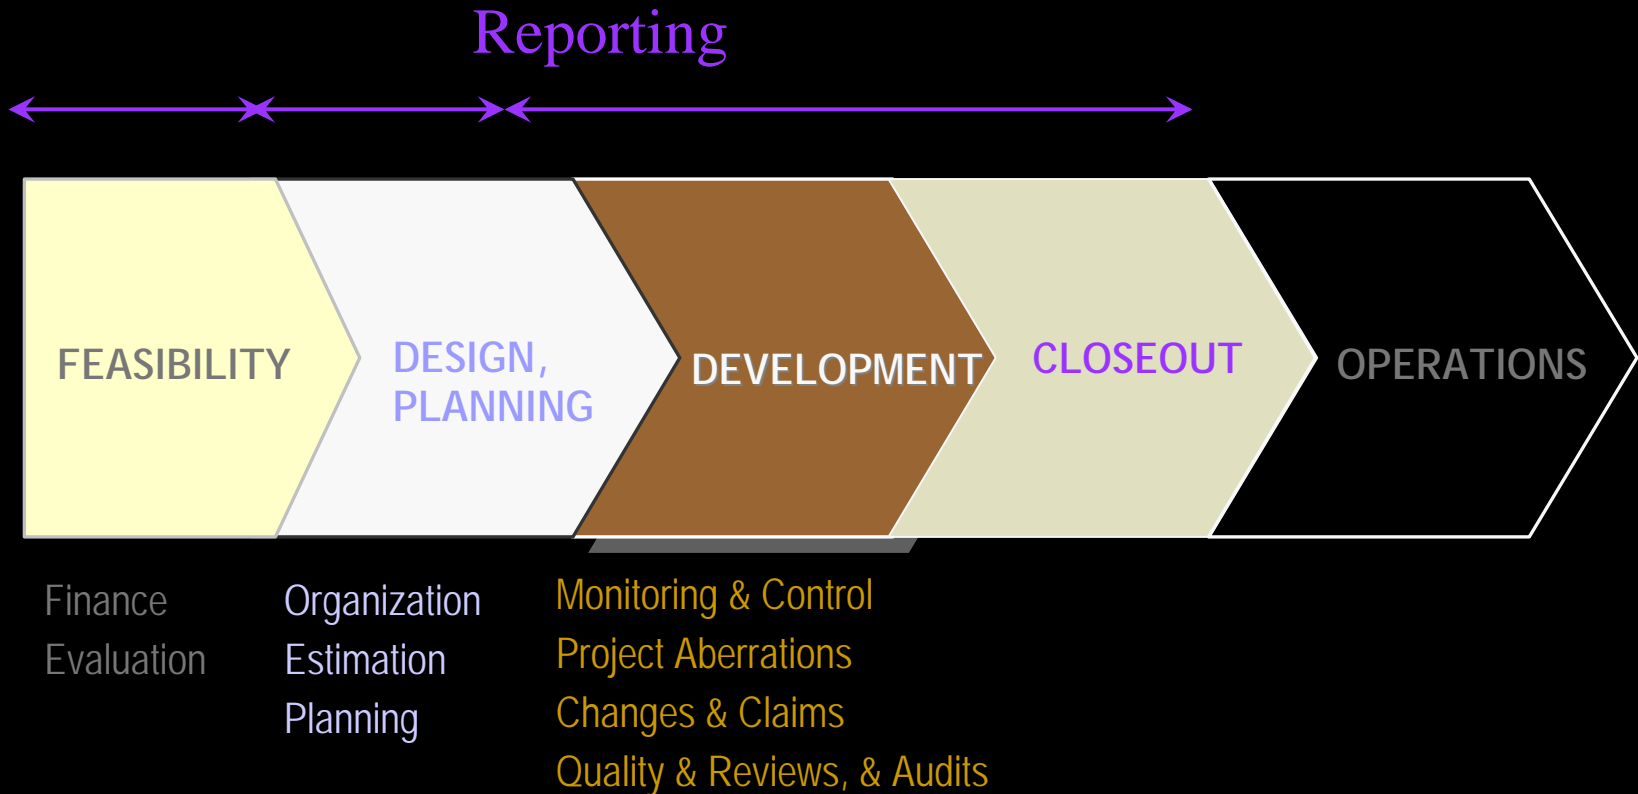 Reporting
FEASIBILITY
DESIGN,
PLANNING
DEVELOPMENT
CLOSEOUT
OPERATIONS
Finance
Evaluation
Organization
Estimation
Planning
Monitoring & Control
Project Aberrations
Changes & Claims
Quality & Reviews, & Audits